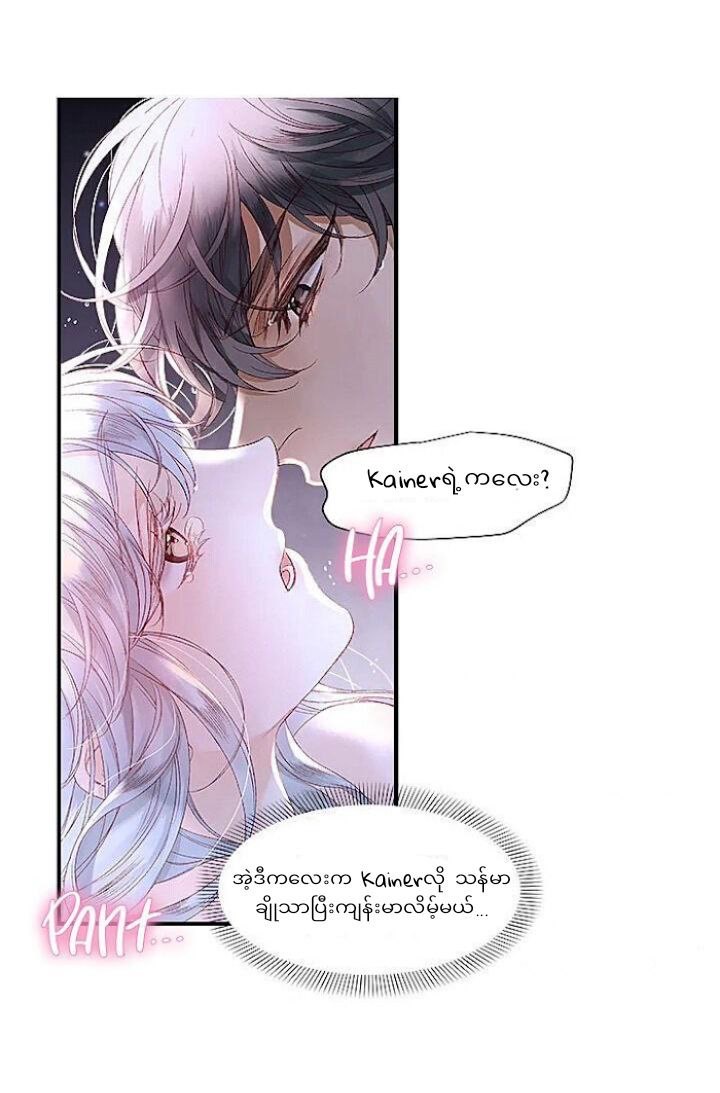 Kainerရဲ့ကလေး?
HA...
အဲ့ဒီကလေးက Kainerလို သန်မာ
ချိုသာပြီးကျန်းမာလိမ့်မယ်...
PANT...